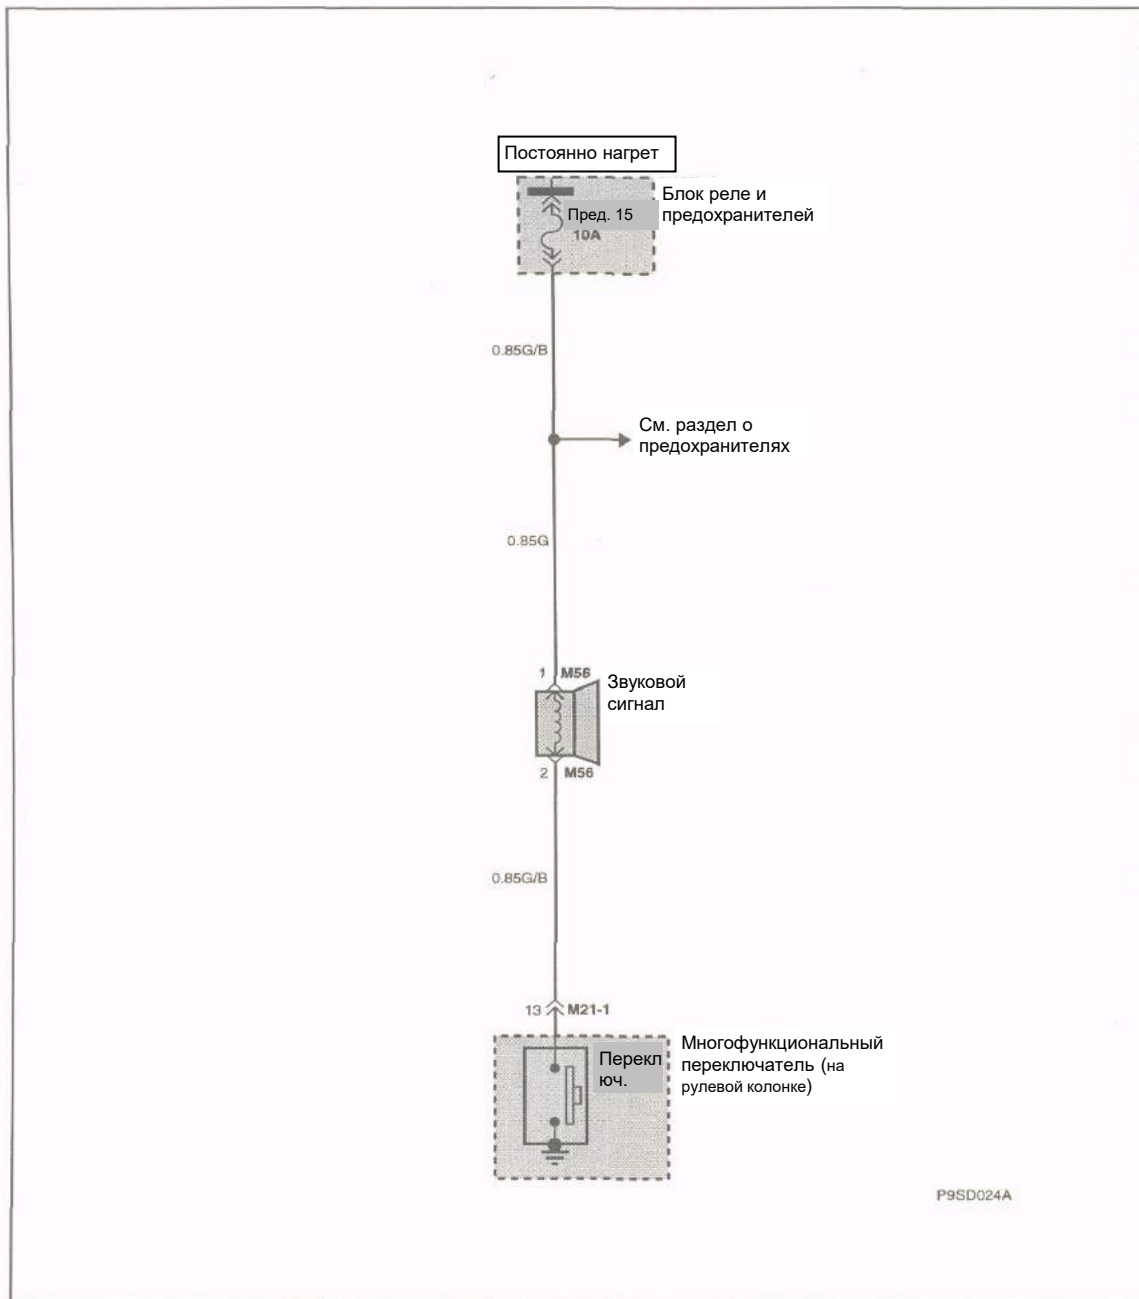 Постоянно нагрет
Блок реле и
предохранителей
Пред. 15
10A
0.85G/B
См. раздел о
предохранителях
0.85G
1 M56
Звуковой
сигнал
2 M56
0.85G/B
13 M21-1
Многофункциональный
переключатель (на
рулевой колонке)
Перекл
юч.
P9SD024A